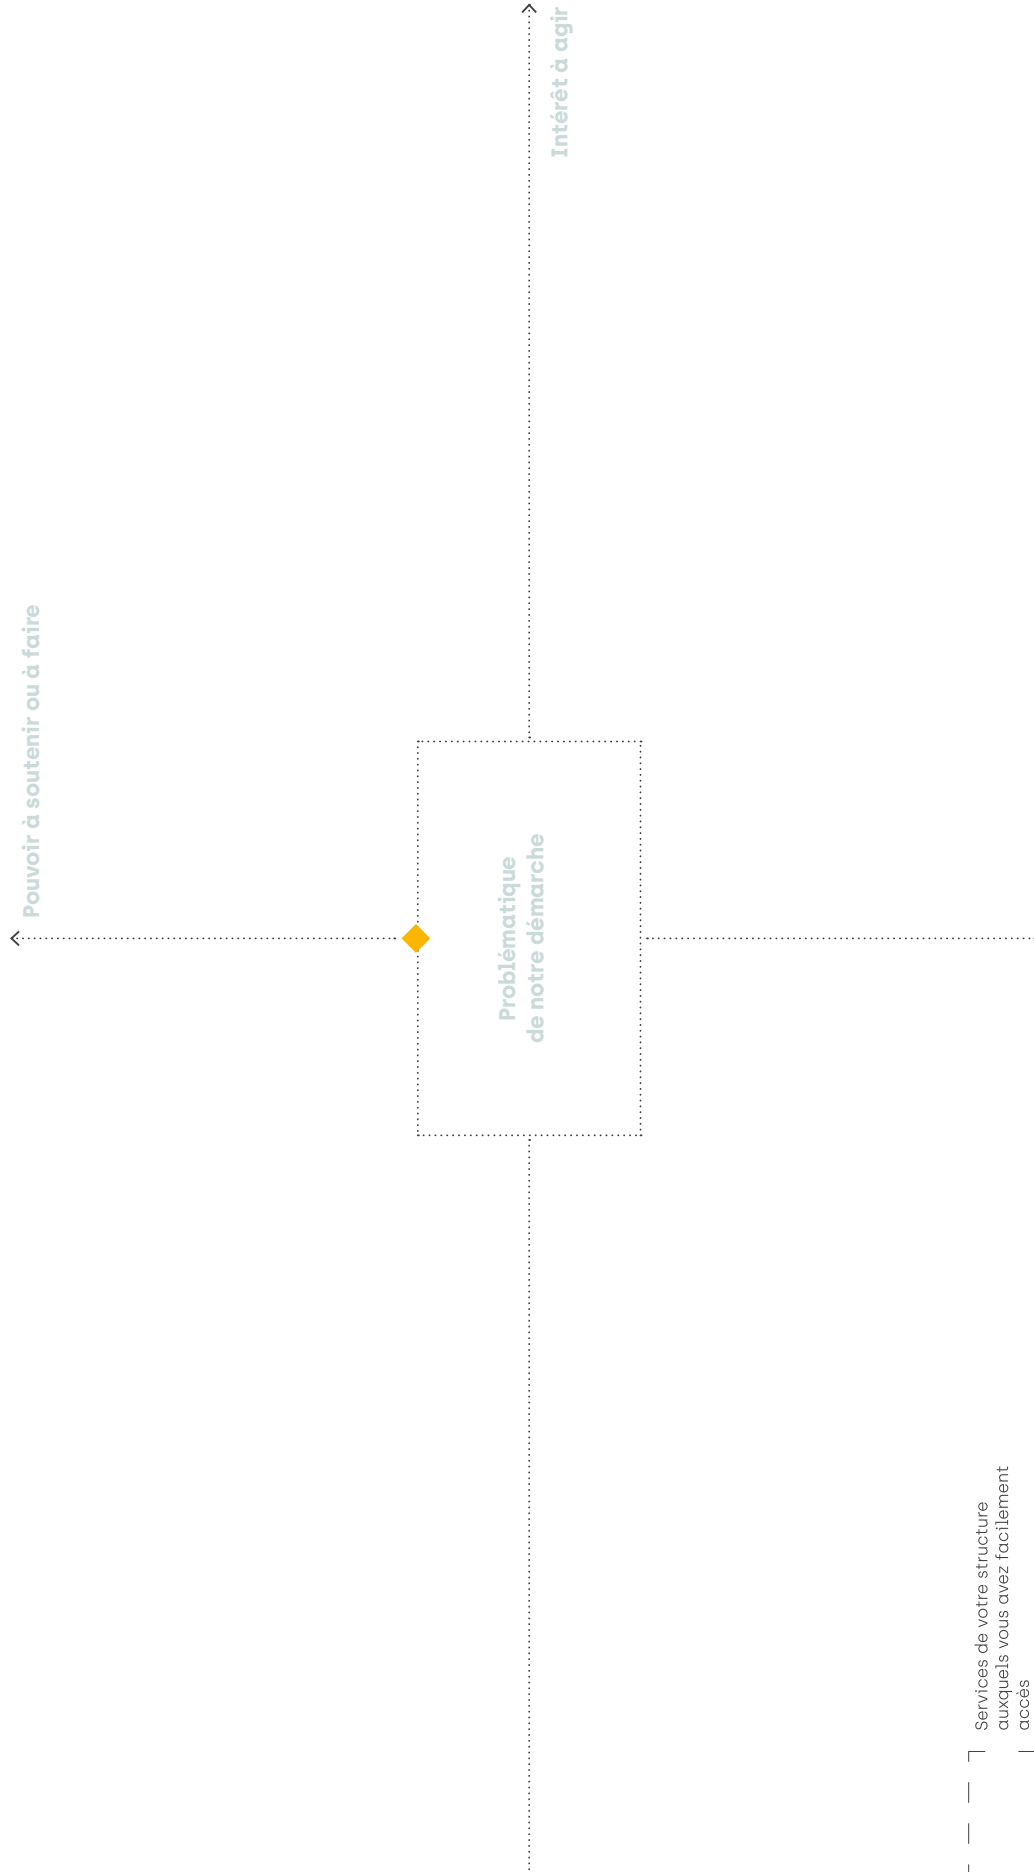 Pouvoir à soutenir ou à faire
Intérêt à agir
Problématique
de notre démarche
Services de votre structure
auxquels vous avez facilement
accès